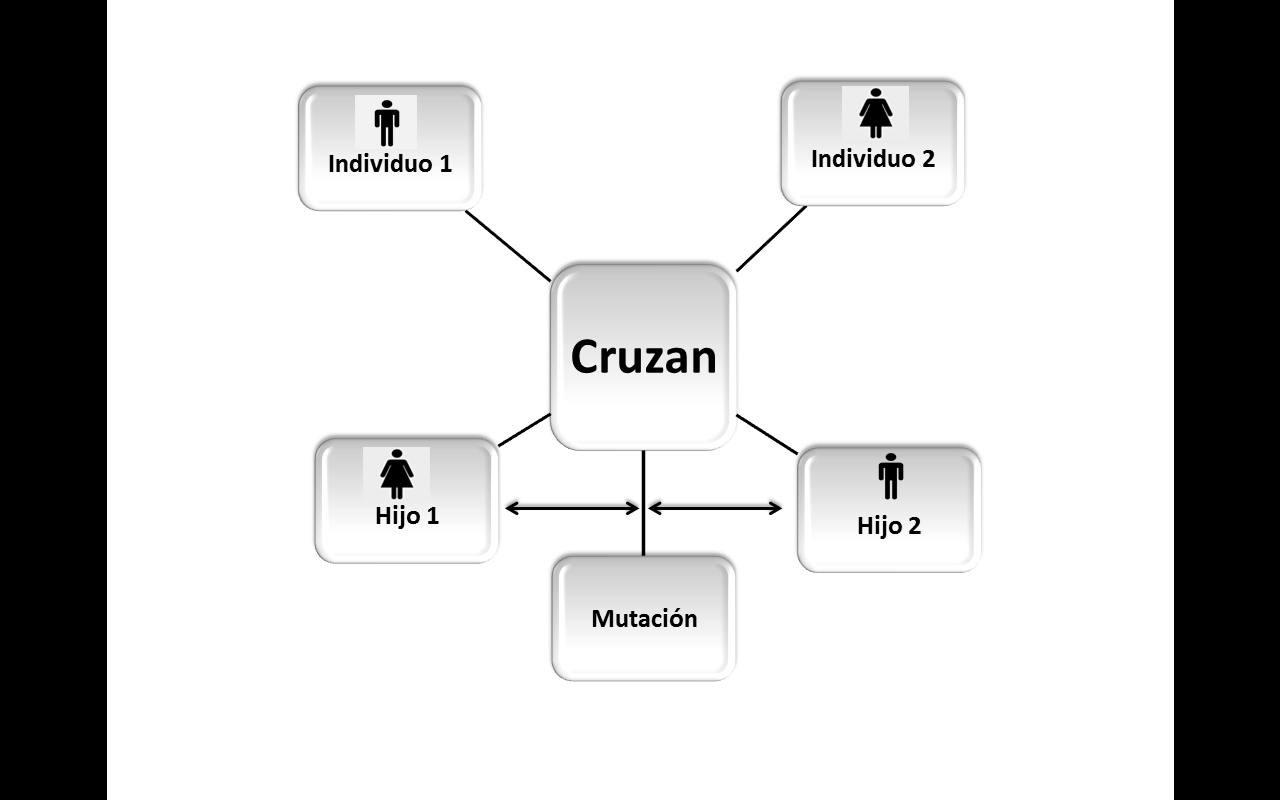 Individuo 1
Individuo 2
Cruzan
Hijo 1
Hijo 2
Mutación